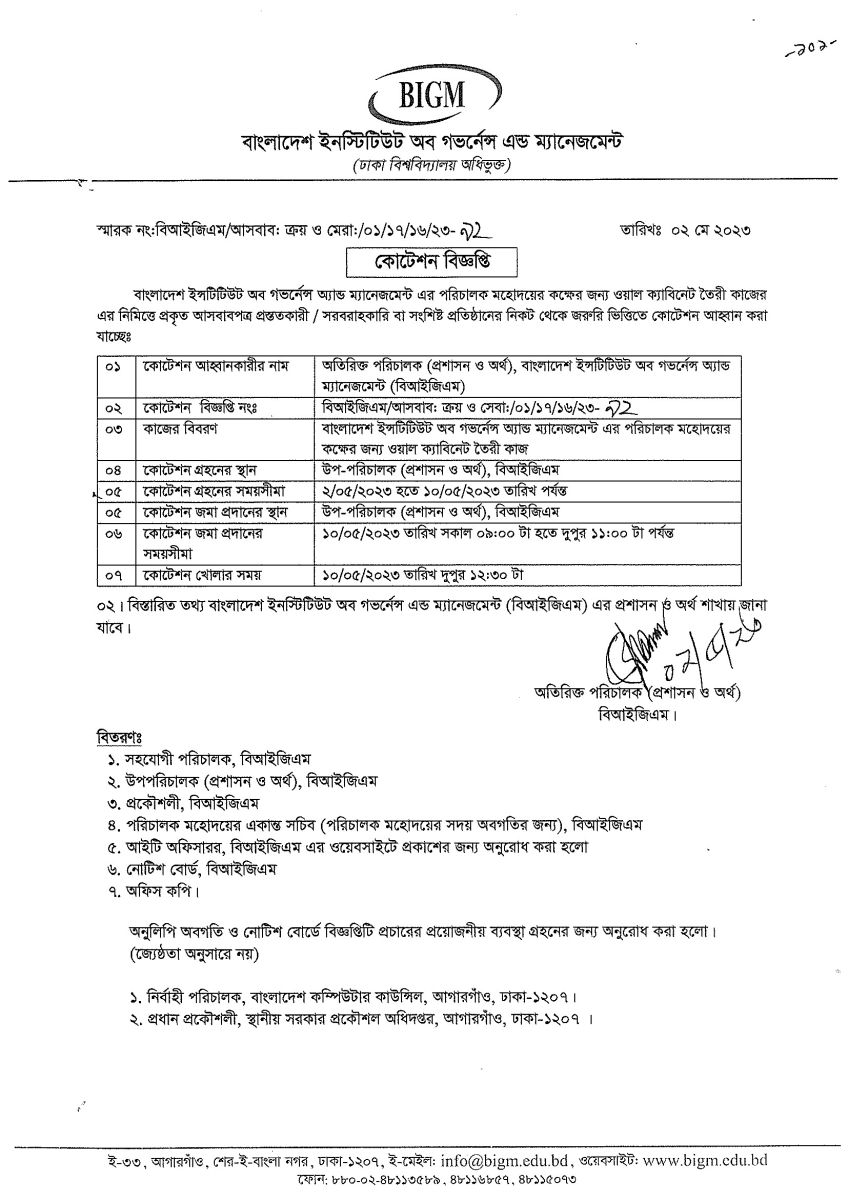 -২০২-
BIGM
বাংলাদেশ ইনস্টিটিউট অব গভর্নেন্স এন্ড ম্যানেজমেন্ট
(ঢাকা বিশ্ববিদ্যালয় অধিভুক্ত)
স্মারক নং:বিআইজিএম/আসবাব: ক্রয় ও মেরা:/০১/১৭/১৬/২৩-
তারিখঃ ০২ মে ২০২৩
কোটেশন বিজ্ঞপ্তি
বাংলাদেশ ইন্সটিটিউট অব গভর্নেন্স অ্যান্ড ম্যানেজমেন্ট এর পরিচালক মহোদয়ের কক্ষের জন্য ওয়াল ক্যাবিনেট তৈরী কাজের
এর নিমিত্তে প্রকৃত আসবাবপত্র প্রস্ততকারী / সরবরাহকারি বা সংশিষ্ট প্রতিষ্ঠানের নিকট থেকে জরুরি ভিত্তিতে কোটেশন আহ্বান করা
যাচ্ছেঃ
০১ কোটেশন আহ্বানকারীর নাম অতিরিক্ত পরিচালক (প্রশাসন ও অর্থ), বাংলাদেশ ইন্সটিটিউট অব গভর্নেন্স অ্যান্ড
ম্যানেজমেন্ট (বিআইজিএম)
০২ কোটেশন বিজ্ঞপ্তি নংঃ বিআইজিএম/আসবাব: ক্রয় ও সেবা:/০১/১৭/১৬/২৩-
০৩ কাজের বিবরণ বাংলাদেশ ইন্সটিটিউট অব গভর্নেন্স অ্যান্ড ম্যানেজমেন্ট এর পরিচালক মহোদয়ের
কক্ষের জন্য ওয়াল ক্যাবিনেট তৈরী কাজ
০৪ কোটেশন গ্রহনের স্থান উপ-পরিচালক (প্রশাসন ও অর্থ), বিআইজিএম
০৫ কোটেশন গ্রহনের সময়সীমা ২/০৫/২০২৩ হতে ১০/০৫/২০২৩ তারিখ পর্যন্ত
০৫ কোটেশন জমা প্রদানের স্থান উপ-পরিচালক (প্রশাসন ও অর্থ), বিআইজিএম
০৬ কোটেশন জমা প্রদানের ১০/০৫/২০২৩ তারিখ সকাল ০৯:০০ টা হতে দুপুর ১১:০০ টা পর্যন্ত
সময়সীমা
০৭ কোটেশন খোলার সময় ১০/০৫/২০২৩ তারিখ দুপুর ১২:৩০ টা
০২। বিস্তারিত তথ্য বাংলাদেশ ইনস্টিটিউট অব গভর্নেন্স এন্ড ম্যানেজমেন্ট (বিআইজিএম) এর প্রশাসন ও অর্থ শাখায় জানা
যাবে।
০২/০৫/২৩
অতিরিক্ত পরিচালক (প্রশাসন ও অর্থ)
বিআইজিএম।
বিতরণঃ
১. সহযোগী পরিচালক, বিআইজিএম
২. উপপরিচালক (প্রশাসন ও অর্থ), বিআইজিএম
৩. প্রকৌশলী, বিআইজিএম
৪. পরিচালক মহোদয়ের একান্ত সচিব (পরিচালক মহোদয়ের সদয় অবগতির জন্য), বিআইজিএম
৫. আইটি অফিসারর, বিআইজিএম এর ওয়েবসাইটে প্রকাশের জন্য অনুরোধ করা হলো
৬. নোটিশ বোর্ড, বিআইজিএম
৭. অফিস কপি।
অনুলিপি অবগতি ও নোটিশ বোর্ডে বিজ্ঞপ্তিটি প্রচারের প্রয়োজনীয় ব্যবস্থা গ্রহনের জন্য অনুরোধ করা হলো।
(জ্যেষ্ঠতা অনুসারে নয়)
১. নির্বাহী পরিচালক, বাংলাদেশ কম্পিউটার কাউন্সিল, আগারগাঁও, ঢাকা-১২০৭।
২. প্রধান প্রকৌশলী, স্থানীয় সরকার প্রকৌশল অধিদপ্তর, আগারগাঁও, ঢাকা-১২০৭ ।
ই-৩৩, আগারগাঁও, শের-ই-বাংলা নগর, ঢাকা-১২০৭, ই-মেইল: info@bigm.edu.bd, ওয়েবসাইট: www.bigm.edu.bd
ফোন: ৮৮০-০২-৪৮১১৩৫৮৯, ৪৮১১৬৮৫৭, ৪৮১১৫০৭৩